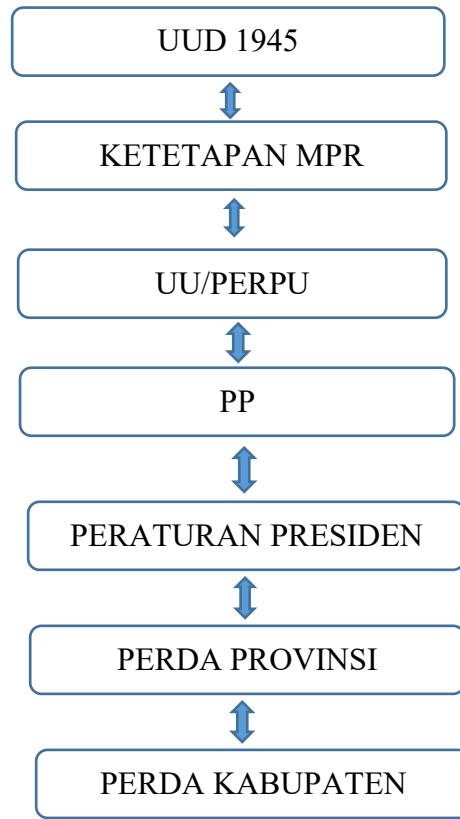 UUD 1945
KETETAPAN MPR
UU/PERPU
PP
PERATURAN PRESIDEN
PERDA PROVINSI
PERDA KABUPATEN